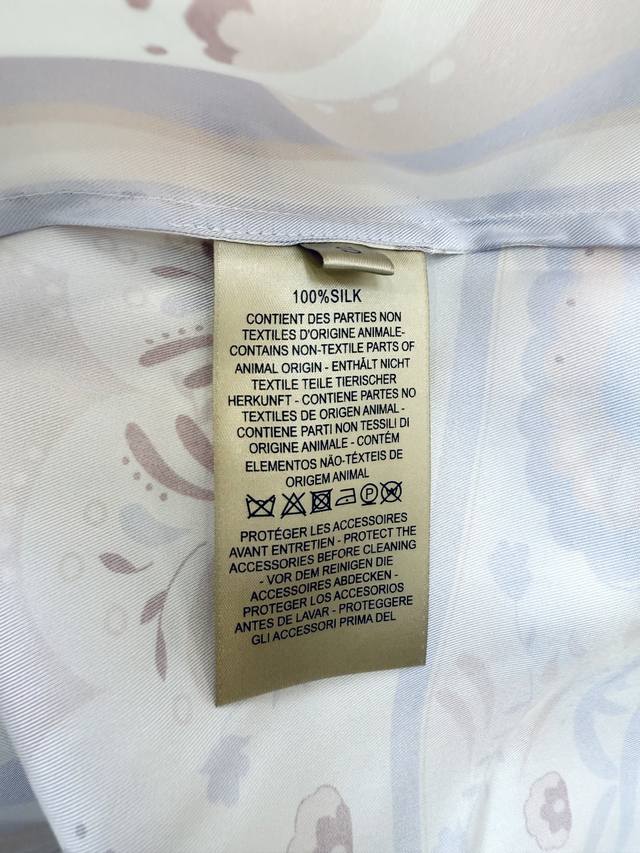 100%SILK
CONTIENT DES PARTIES NON
TEXTILES D'ORIGINE ANIMALE-
CONTAINS NON-TEXTILE PARTS OF
ANIMAL ORIGIN - ENTHÄLT NICHT
TEXTILE TEILE TIERISCHER
HERKUNFT - CONTIENE PARTES NO
TEXTILES DE ORIGEN ANIMAL -
CONTIENE PARTI NON TESSILI DI
ORIGINE ANIMALE - CONTÉM
ELEMENTOS NÃO-TÉXTEIS DE
ORIGEM ANIMAL
P W
PROTÉGER LES ACCESSOIRES
AVANT ENTRETIEN - PROTECT THE
ACCESSORIES BEFORE CLEANING
- VOR DEM REINIGEN DIE
ACCESSOIRES ABDECKEN -
PROTEGER LOS ACCESORIOS
ANTES DE LAVAR - PROTEGGERE
GLI ACCESSORI PRIMA DEL